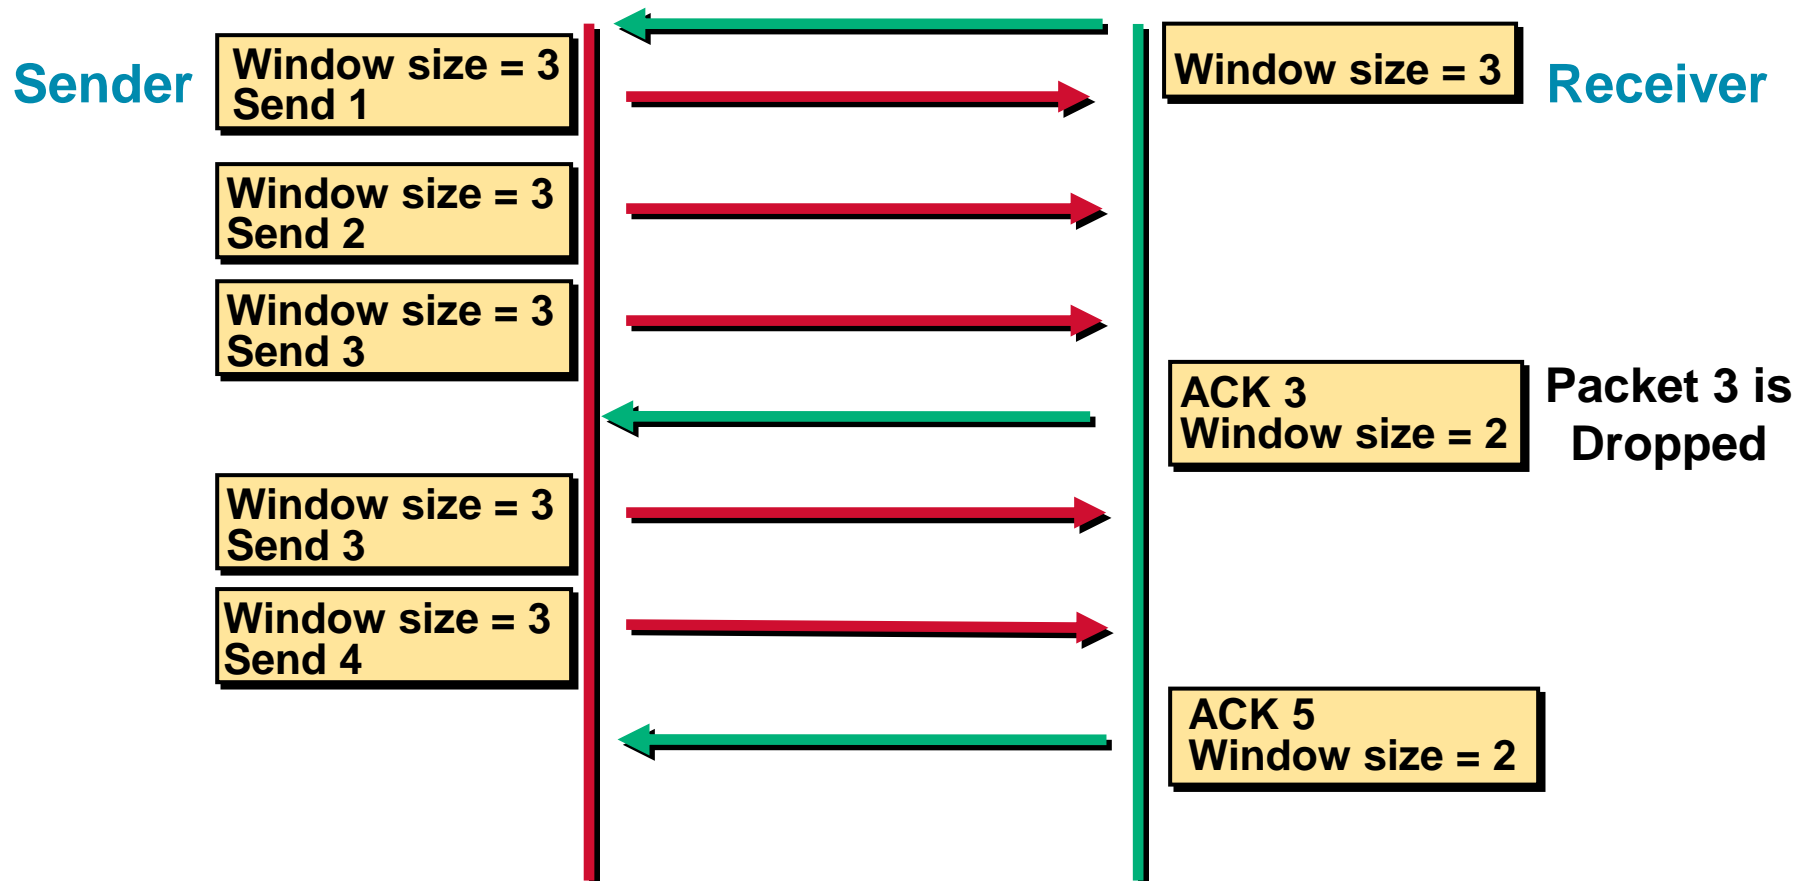 Sender
Window size = 3
Send 1
Window size = 3
Receiver
Window size = 3
Send 2
Window size = 3
Send 3
ACK 3
Window size = 2
Packet 3 is
Dropped
Window size = 3
Send 3
Window size = 3
Send 4
ACK 5
Window size = 2